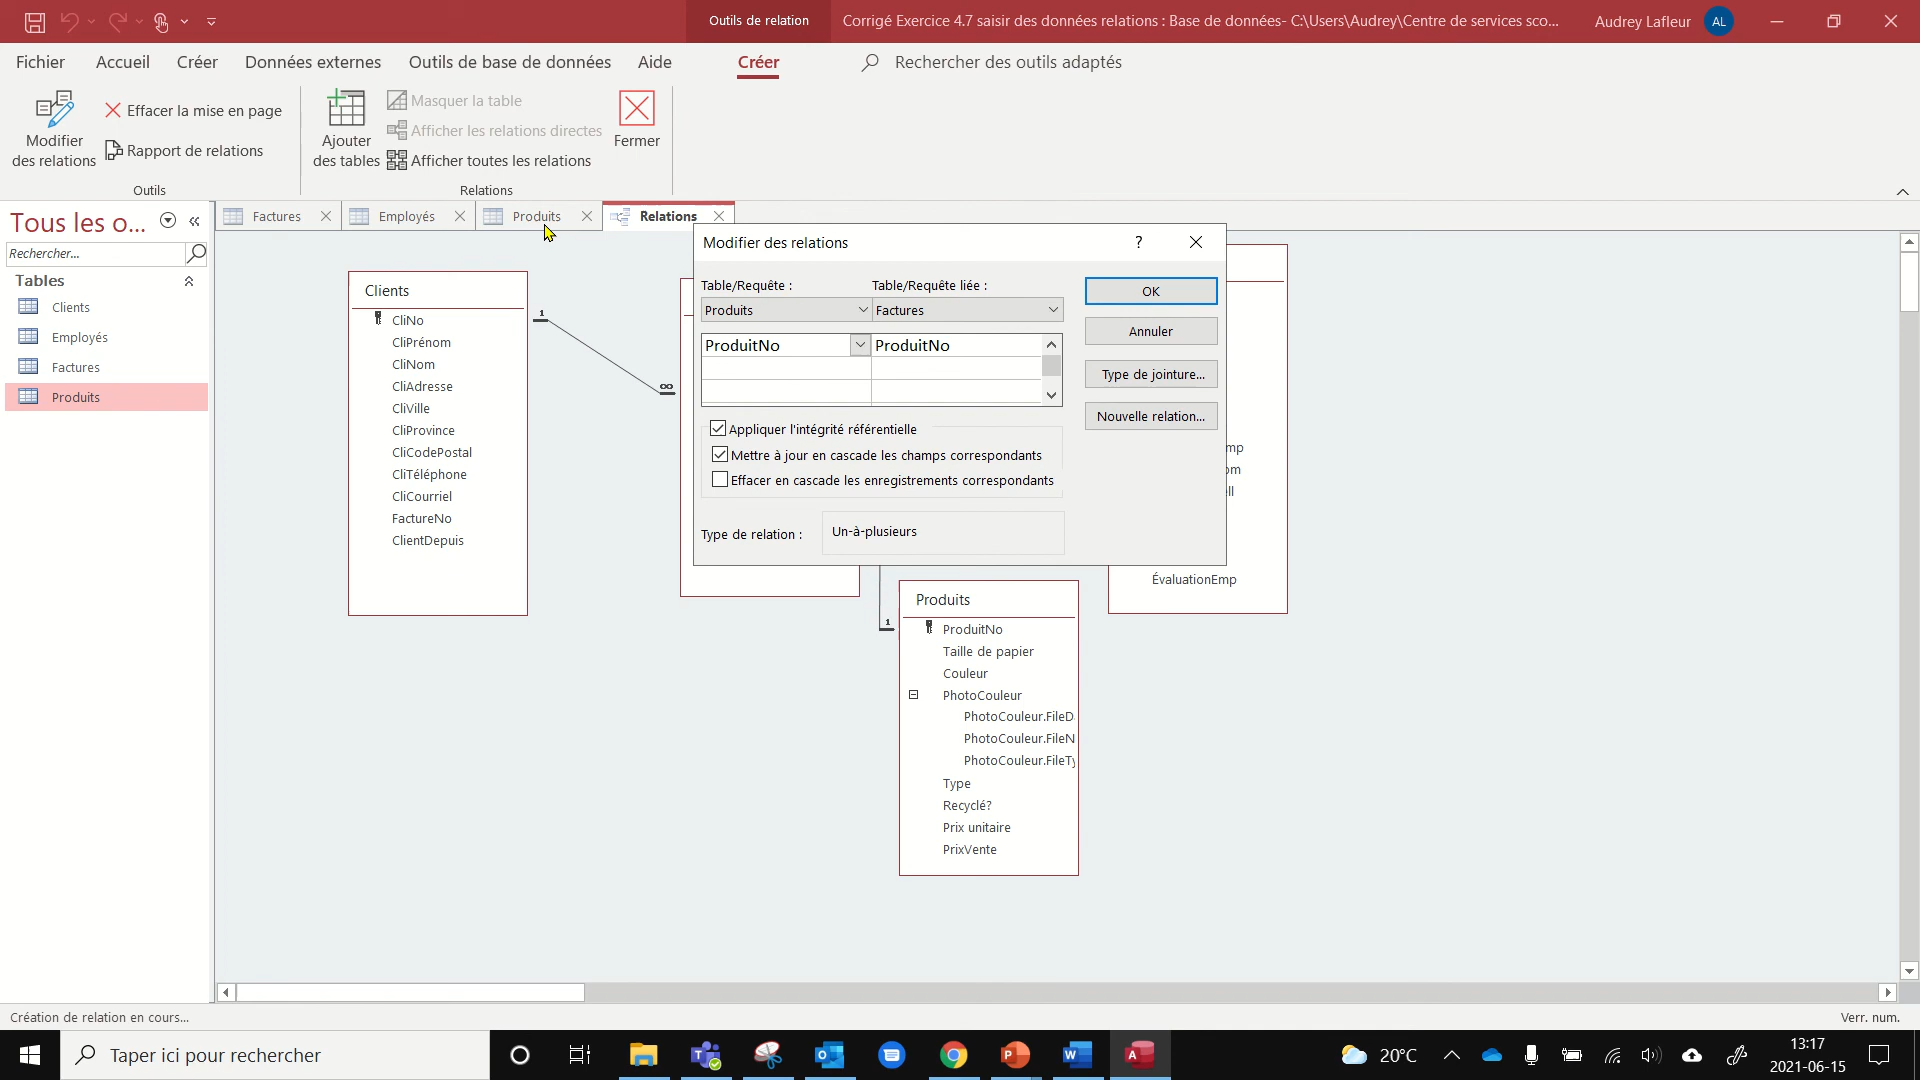 Outils de relation
Corrigé Exercice 4.7 saisir des données relations : Base de données- C:\Users\Audrey\Centre de services sco...
Audrey Lafleur
AL
Fichier
Accueil
Créer
Données externes
Outils de base de données
Aide
Créer
Rechercher des outils adaptés
Modifier des relations
Effacer la mise en page
Rapport de relations
Outils
Ajouter des tables
Masquer la table
Afficher les relations directes
Afficher toutes les relations
Fermer
Relations
Tous les o...
Rechercher...
Tables
Clients
Employés
Factures
Produits
Factures
Employés
Produits
Relations
Clients
CliNo
CliPrénom
CliNom
CliAdresse
CliVille
CliProvince
CliCodePostal
CliTéléphone
CliCourriel
FactureNo
ClientDepuis
1
∞
Modifier des relations
?
Table/Requête :
Table/Requête liée :
Produits
Factures
ProduitNo
ProduitNo
Appliquer l'intégrité référentielle
Mettre à jour en cascade les champs correspondants
Effacer en cascade les enregistrements correspondants
Type de relation :
Un-à-plusieurs
OK
Annuler
Type de jointure...
Nouvelle relation...
mp
om
ell
ÉvaluationEmp
1
Produits
ProduitNo
Taille de papier
Couleur
PhotoCouleur
PhotoCouleur.FileD
PhotoCouleur.FileN
PhotoCouleur.FileTy
Type
Recyclé?
Prix unitaire
PrixVente
Création de relation en cours...
Verr. num.
Taper ici pour rechercher
20°C
13:17
2021-06-15